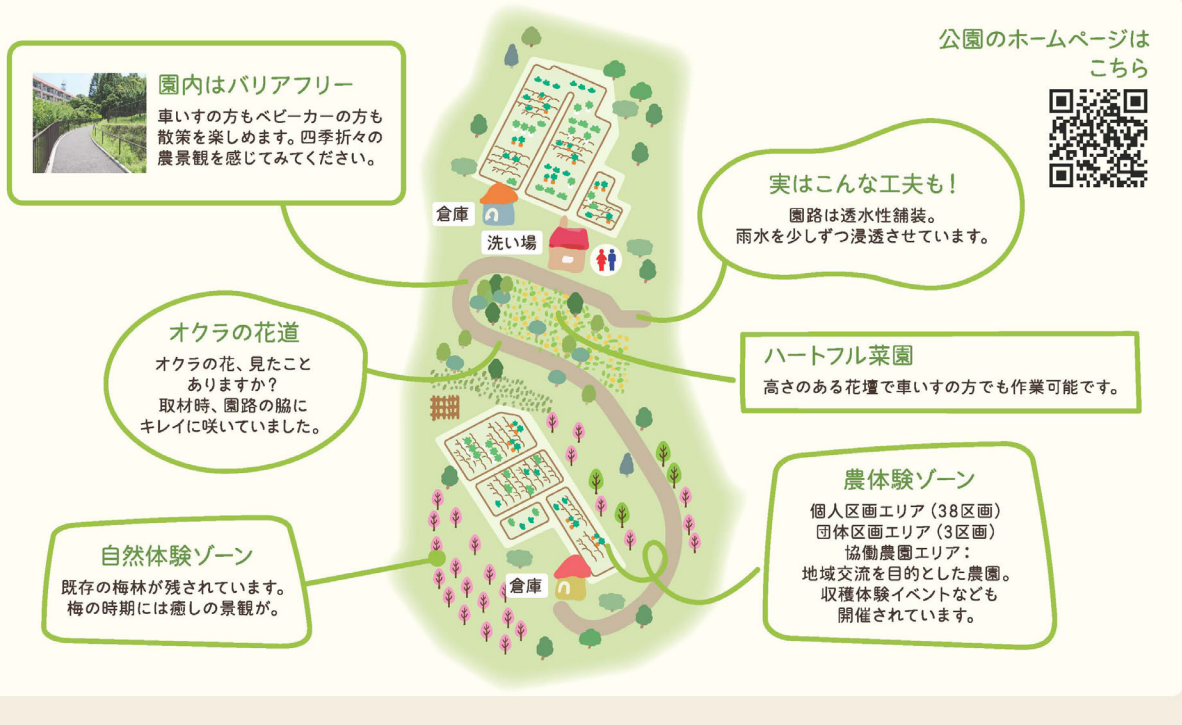 公園のホームページは
こちら
園内はバリアフリー
車いすの方もベビーカーの方も
散策を楽しめます。四季折々の
農景観を感じてみてください。
実はこんな工夫も！
園路は透水性舗装。
雨水を少しずつ浸透させています。
倉庫
洗い場
オクラの花道
オクラの花、見たこと
ありますか？
取材時、園路の脇に
キレイに咲いていました。
ハートフル菜園
高さのある花壇で車いすの方でも作業可能です。
農体験ゾーン
個人区画エリア（38区画）
団体区画エリア（3区画）
協働農園エリア：
地域交流を目的とした農園。
収穫体験イベントなども
開催されています。
自然体験ゾーン
既存の梅林が残されています。
梅の時期には癒しの景観が。
倉庫